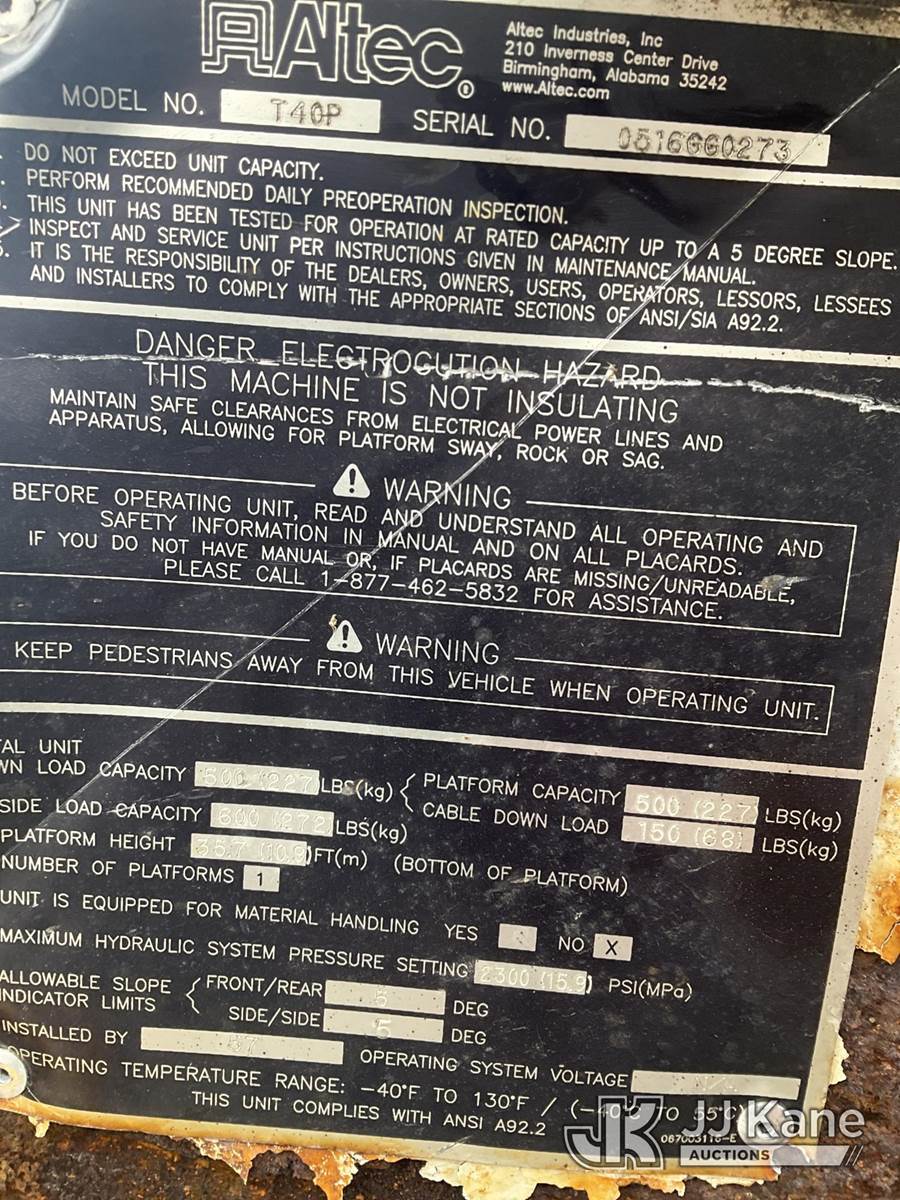 Altec®
Altec Industries, Inc
210 Inverness Center Drive
Birmingham, Alabama 35242
www.Altec.com
MODEL NO. T40P
SERIAL NO. 0516GG0273
DO NOT EXCEED UNIT CAPACITY.
PERFORM RECOMMENDED DAILY PREOPERATION INSPECTION.
THIS UNIT HAS BEEN TESTED FOR OPERATION AT RATED CAPACITY UP TO A 5 DEGREE SLOPE.
INSPECT AND SERVICE UNIT PER INSTRUCTIONS GIVEN IN MAINTENANCE MANUAL.
IT IS THE RESPONSIBILITY OF THE DEALERS, OWNERS, USERS, OPERATORS, LESSORS, LESSEES
AND INSTALLERS TO COMPLY WITH THE APPROPRIATE SECTIONS OF ANSI/SIA A92.2.
DANGER ELECTROCUTION HAZARD
THIS MACHINE IS NOT INSULATING
MAINTAIN SAFE CLEARANCES FROM ELECTRICAL POWER LINES AND
APPARATUS, ALLOWING FOR PLATFORM SWAY, ROCK OR SAG.
WARNING
BEFORE OPERATING UNIT, READ AND UNDERSTAND ALL OPERATING AND
SAFETY INFORMATION IN MANUAL AND ON ALL PLACARDS.
IF YOU DO NOT HAVE MANUAL OR, IF PLACARDS ARE MISSING/UNREADABLE,
PLEASE CALL 1-877-462-5832 FOR ASSISTANCE.
WARNING
KEEP PEDESTRIANS AWAY FROM THIS VEHICLE WHEN OPERATING UNIT.
UNIT
LOAD CAPACITY (227) LBS(kg)
PLATFORM CAPACITY 500 (227) LBS(kg)
CABLE DOWN LOAD 150 (68) LBS(kg)
SIDE LOAD CAPACITY 600 (272 LBS(kg)
PLATFORM HEIGHT 35.7 (10.9) FT(m) (BOTTOM OF PLATFORM)
NUMBER OF PLATFORMS 1
UNIT IS EQUIPPED FOR MATERIAL HANDLING YES NO X
MAXIMUM HYDRAULIC SYSTEM PRESSURE SETTING 2300 (15.9) PSI(MPa)
ALLOWABLE SLOPE
INDICATOR LIMITS
FRONT/REAR 5 DEG
SIDE/SIDE 5 DEG
INSTALLED BY
OPERATING SYSTEM VOLTAGE
OPERATING TEMPERATURE RANGE: -40°F TO 130°F / (-40°C TO 55°C)
THIS UNIT COMPLIES WITH ANSI A92.2
JK JJ Kane
AUCTIONS